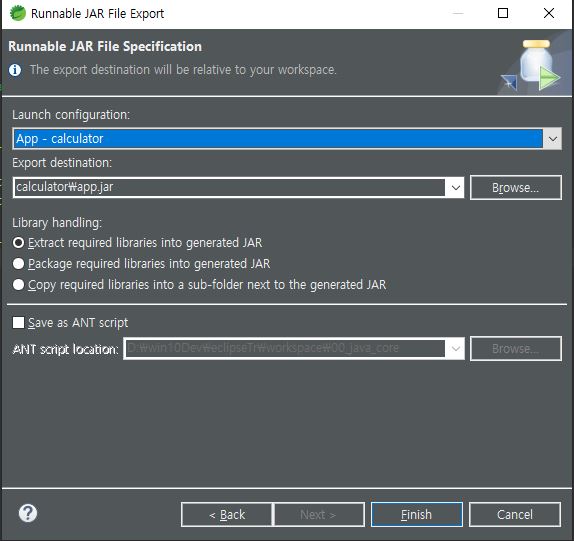 Runnable JAR File Export
Runnable JAR File Specification
The export destination will be relative to your workspace.
Launch configuration:
App - calculator
Export destination:
calculator₩app.jar
Browse...
Library handling:
Extract required libraries into generated JAR
Package required libraries into generated JAR
Copy required libraries into a sub-folder next to the generated JAR
Save as ANT script
ANT script location:
D:₩win10Dev₩eclipseTr₩workspace₩00_java_core
Browse...
?
< Back
Next >
Finish
Cancel